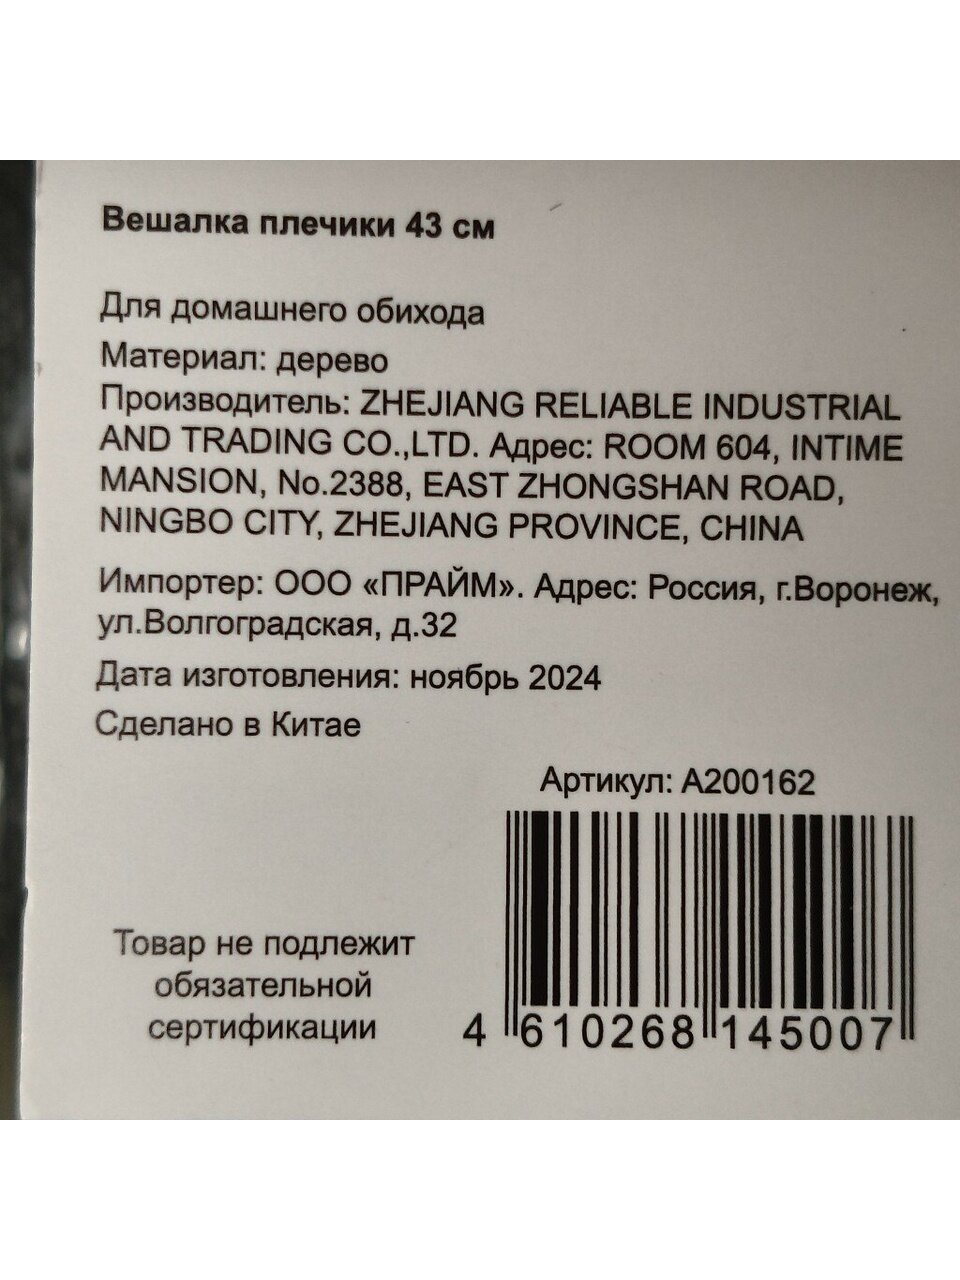 Вешалка плечики 43 см
Для домашнего обихода
Материал: дерево
Производитель: ZHEJIANG RELIABLE INDUSTRIAL
AND TRADING CO.,LTD. Адрес: ROOM 604, INTIME
MANSION, No.2388, EAST ZHONGSHAN ROAD,
NINGBO CITY, ZHEJIANG PROVINCE, CHINA
Импортер: ООО «ПРАЙМ». Адрес: Россия, г.Воронеж,
ул.Волгоградская, д.32
Дата изготовления: ноябрь 2024
Сделано в Китае
Артикул: A200162
Товар не подлежит
обязательной
сертификации
4 610268 145007